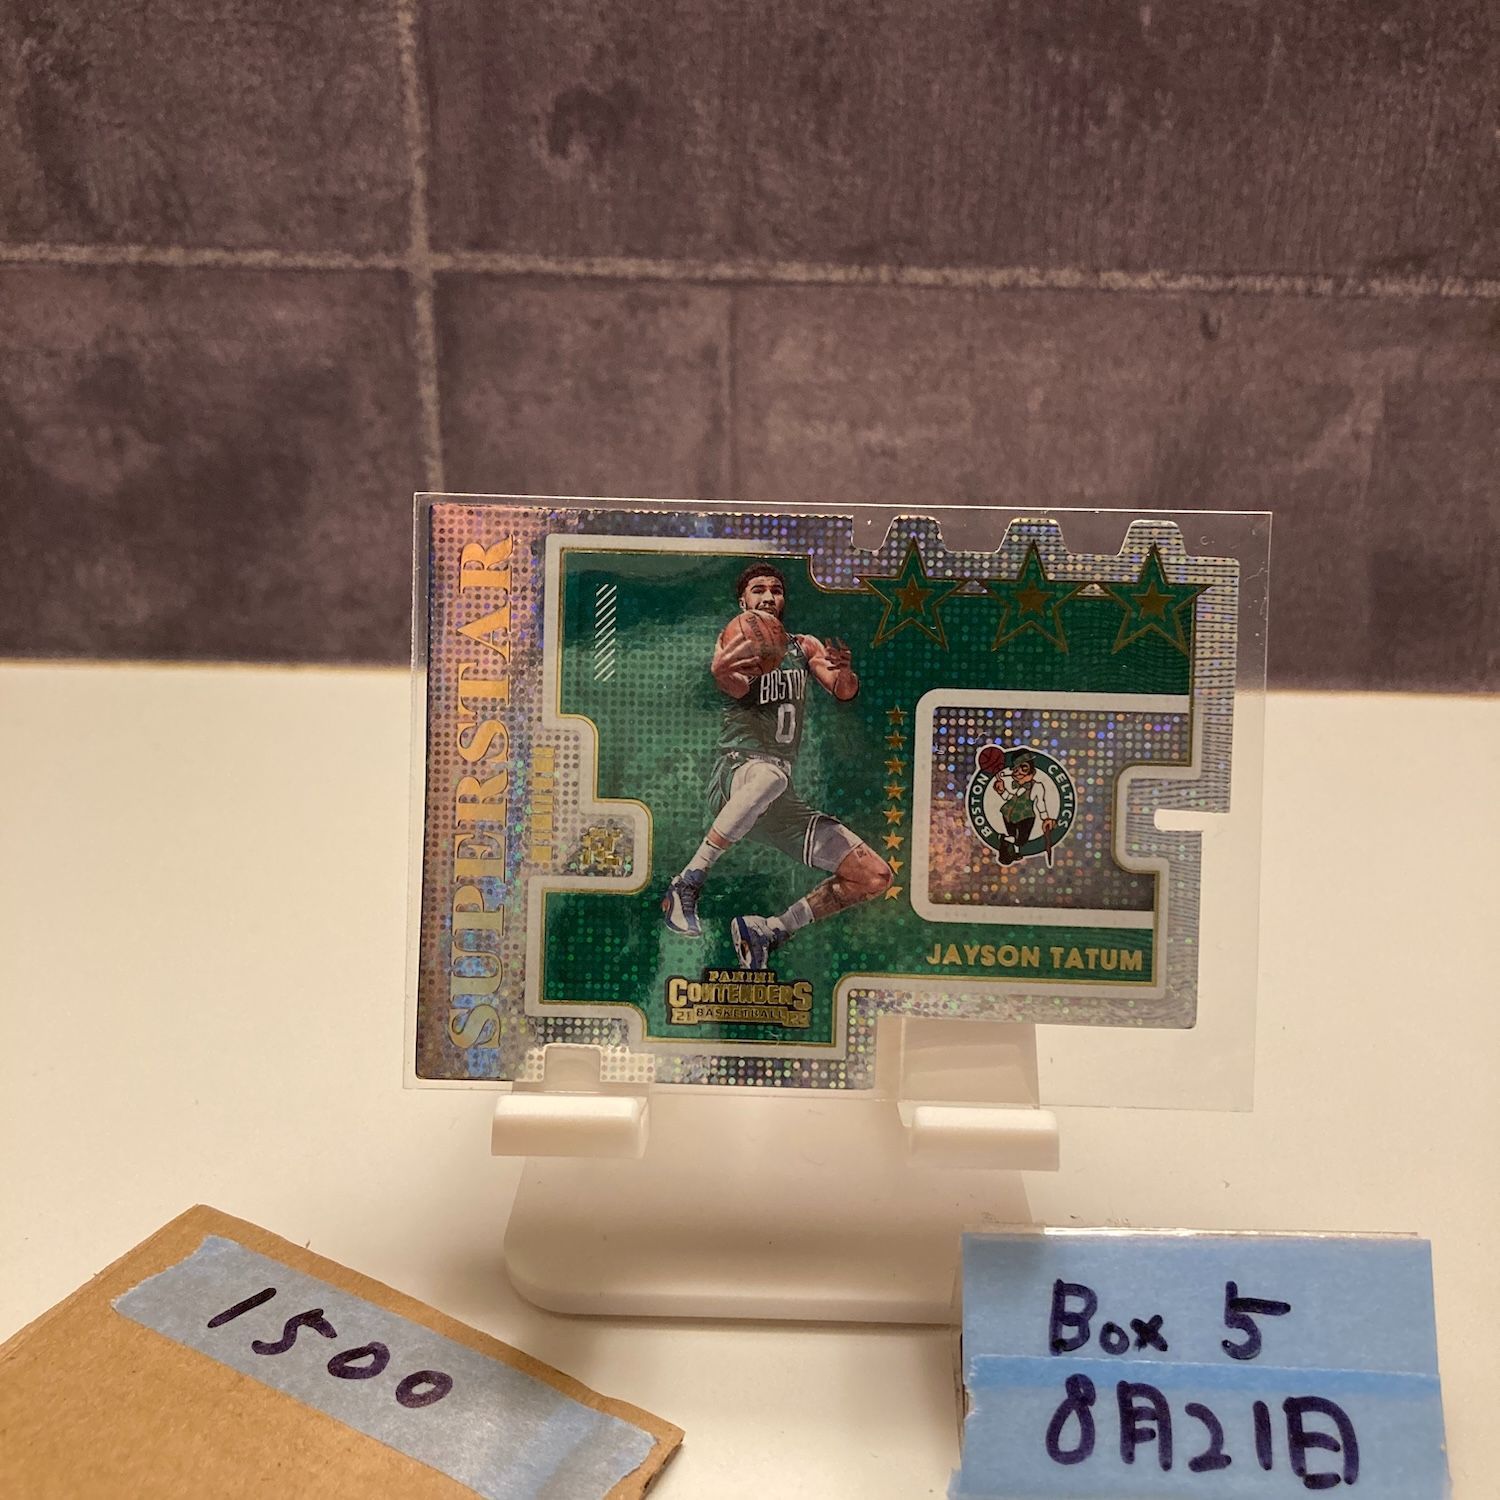 SUPERSTAR
BOSTON
0
BOSTON CELTICS
JAYSON TATUM
PANINI
CONTENDERS
21 BASKETBALL 22
1500
Box 5
8月21日